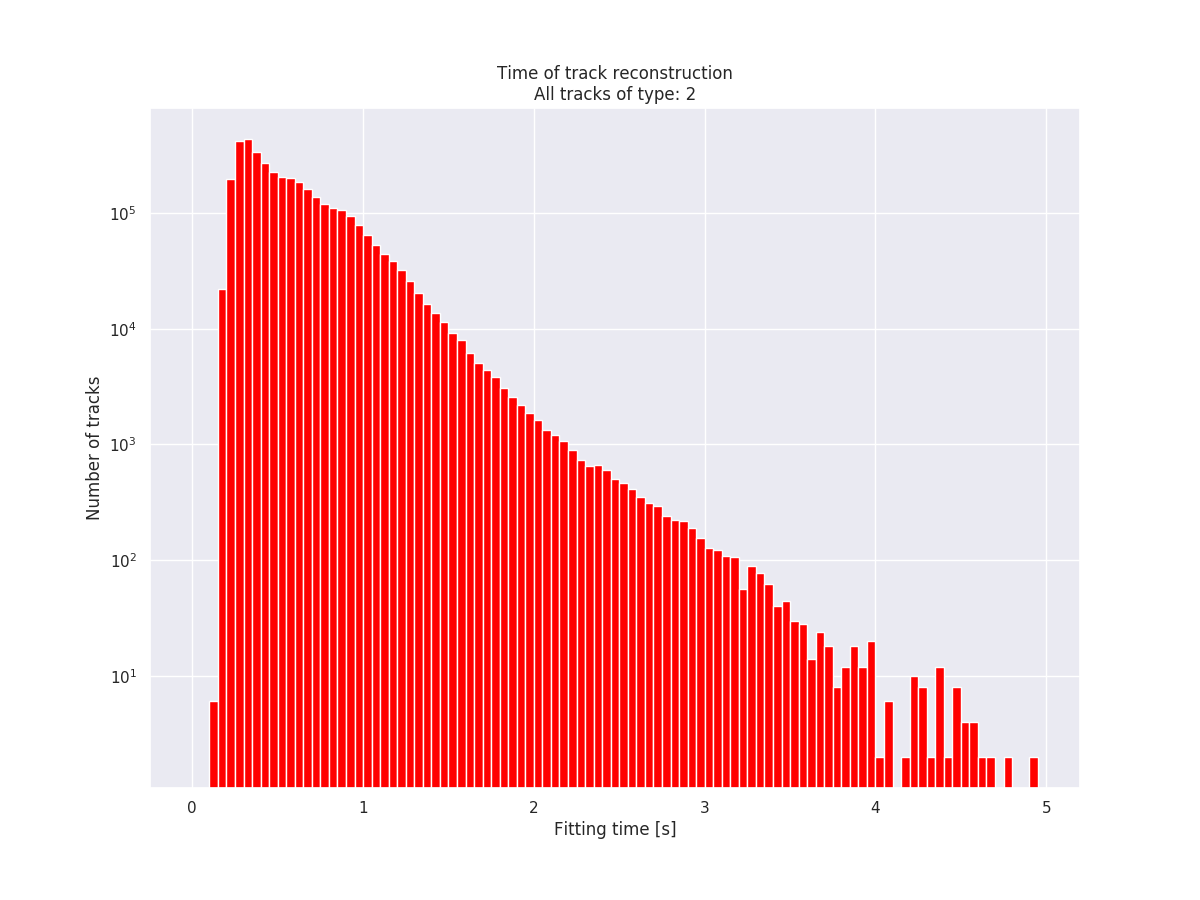 Time of track reconstruction
All tracks of type: 2
Number of tracks
10⁵
10⁴
10³
10²
10¹
0 1 2 3 4 5
Fitting time [s]